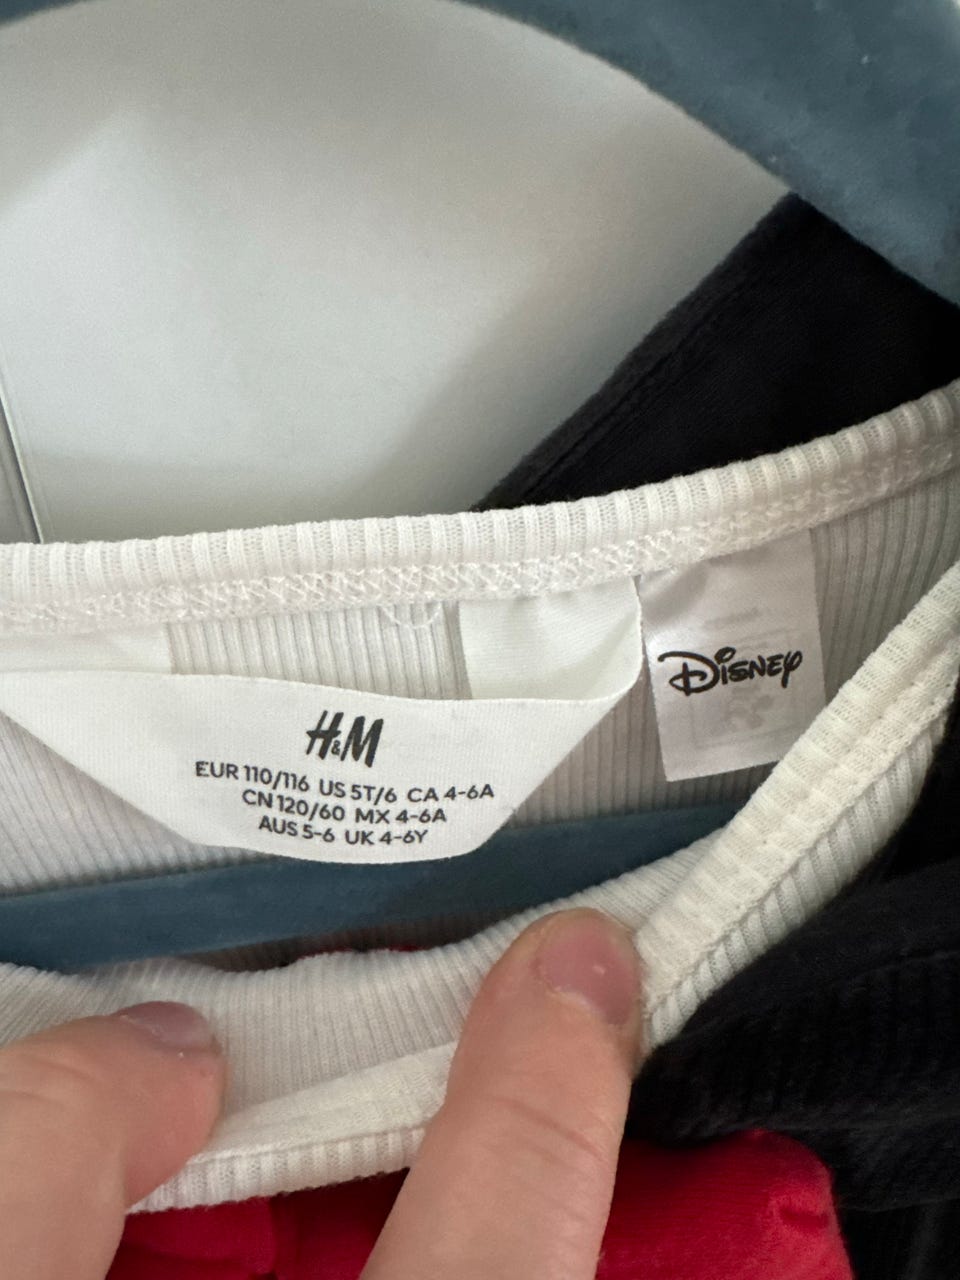 H&M
EUR 110/116 US 5T/6 CA 4-6A
CN 120/60 MX 4-6A
AUS 5-6 UK 4-6Y
Disney